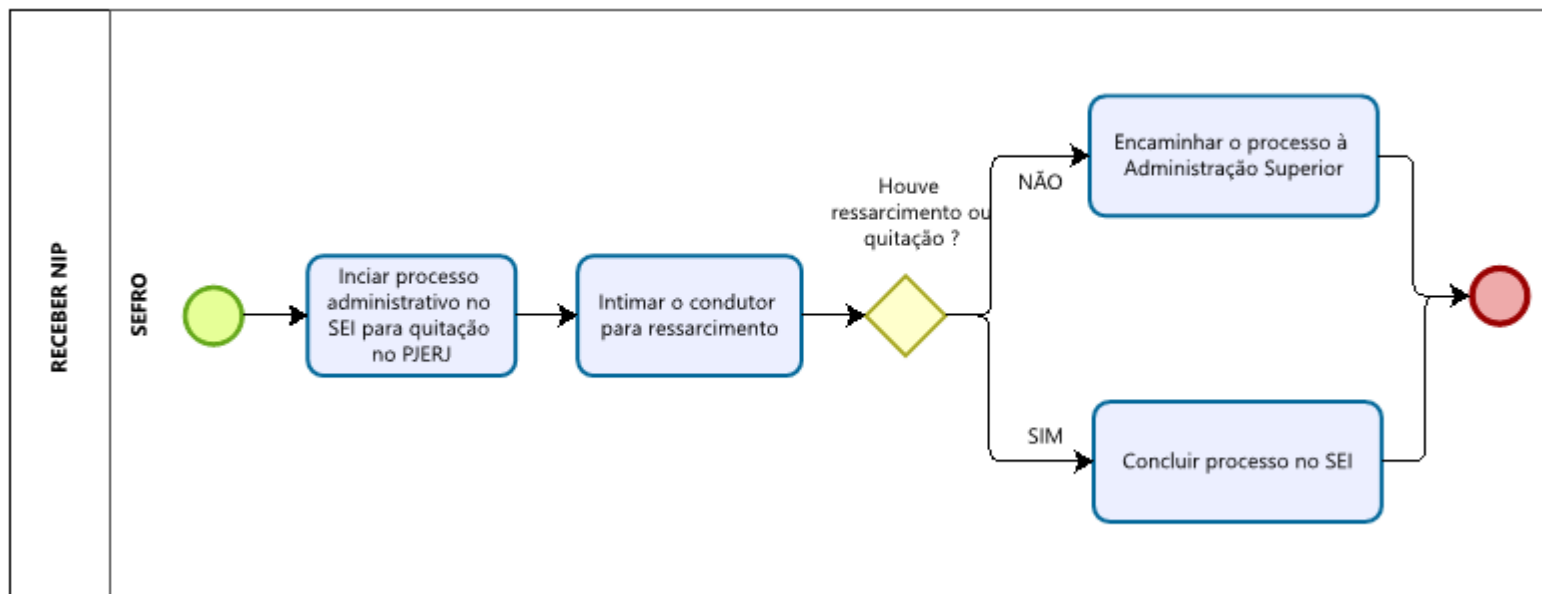 RECEBER NIP
SEFRO
Inciar processo
administrativo no
SEI para quitação
no PJERJ
Intimar o condutor
para ressarcimento
Houve
ressarcimento ou
quitação ?
NÃO
Encaminhar o processo à
Administração Superior
SIM
Concluir processo no SEI